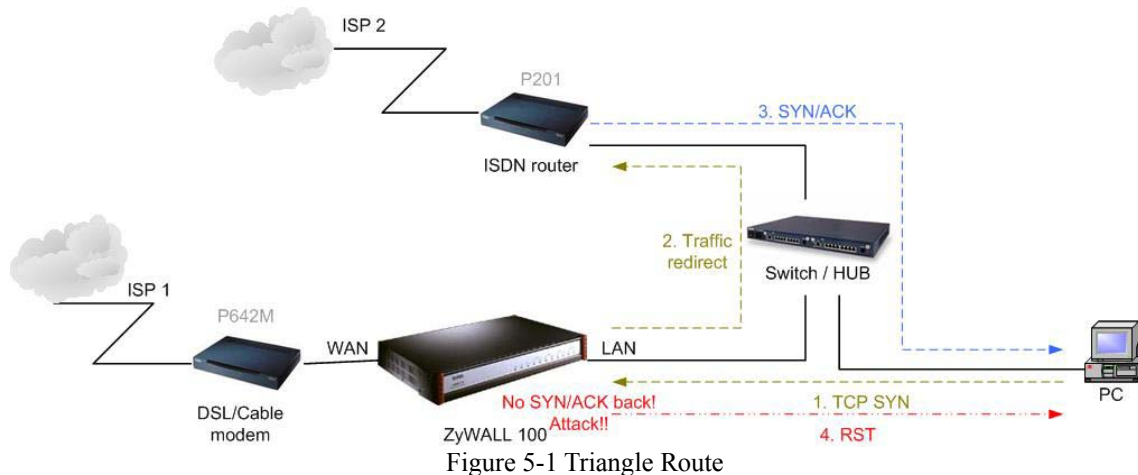 ISP 2
P201
3. SYN/ACK
ISDN router
2. Traffic
redirect
Switch / HUB
ISP 1
P642M
WAN
LAN
DSL/Cable
modem
No SYN/ACK back!
Attack!!
ZyWALL 100
1. TCP SYN
4. RST
PC
Figure 5-1 Triangle Route